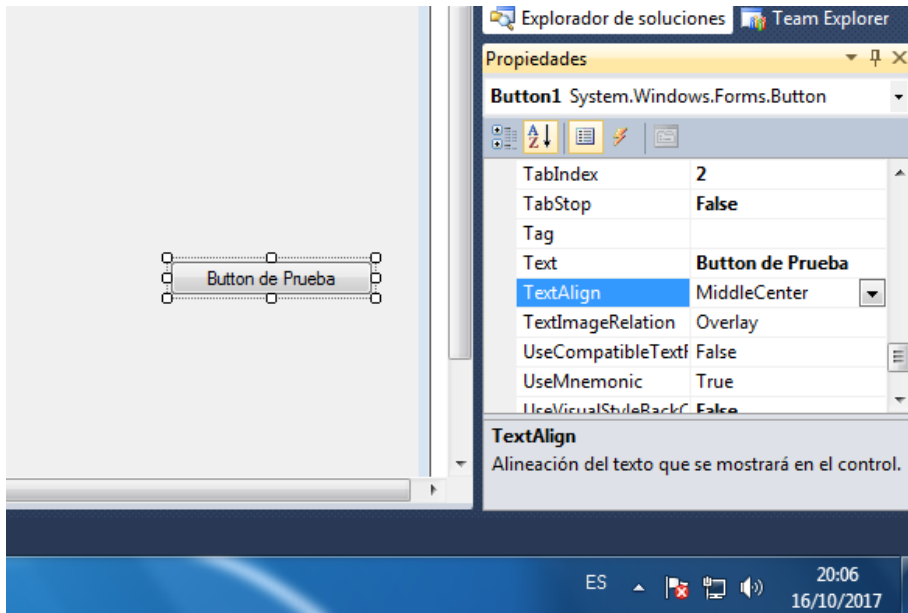 Explorador de soluciones Team Explorer
Propiedades
Button1 System.Windows.Forms.Button
TabIndex 2
TabStop False
Tag
Text Button de Prueba
TextAlign MiddleCenter
TextImageRelation Overlay
UseCompatibleTextR False
UseMnemonic True
UseVisualStyleBackC False
TextAlign
Alineación del texto que se mostrará en el control.
Button de Prueba
ES
20:06
16/10/2017